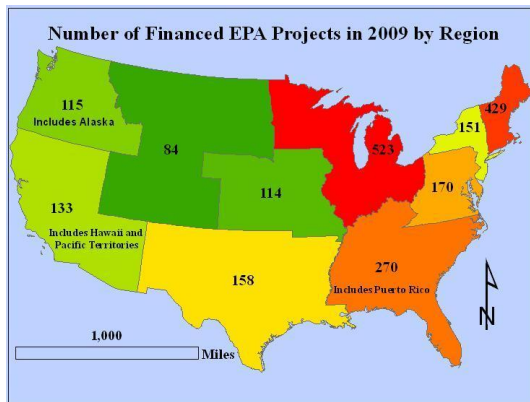 Number of Financed EPA Projects in 2009 by Region
115
Includes Alaska
84
523
429
151
170
114
133
Includes Hawaii and
Pacific Territories
158
270
Includes Puerto Rico
N
1,000
Miles